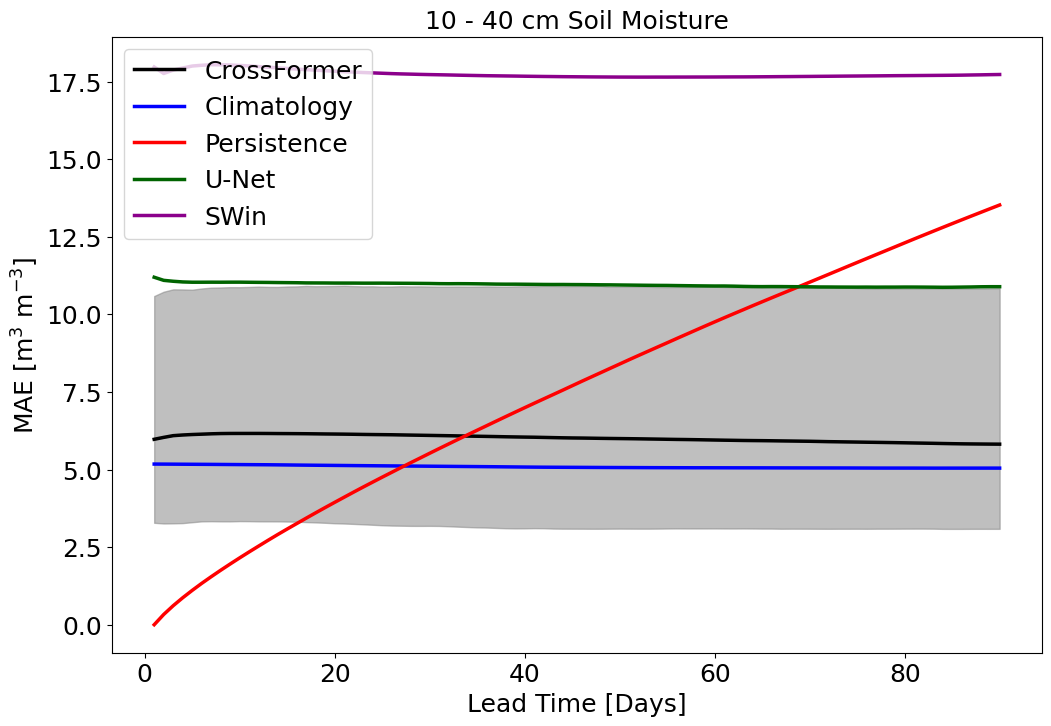 10 - 40 cm Soil Moisture
MAE [m³ m⁻³]
17.5
15.0
12.5
10.0
7.5
5.0
2.5
0.0
CrossFormer
Climatology
Persistence
U-Net
SWin
0 20 40 60 80
Lead Time [Days]